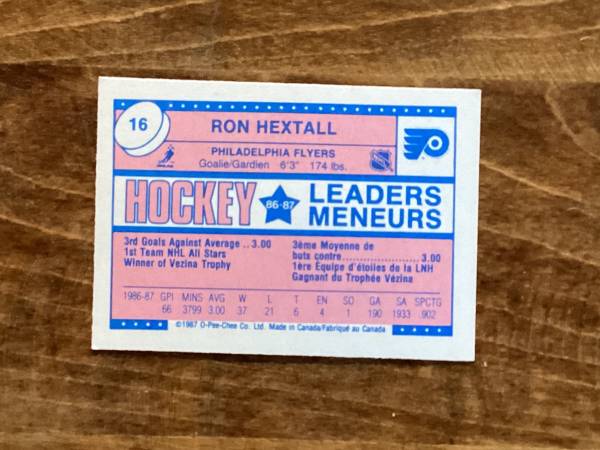 16
RON HEXTALL
PHILADELPHIA FLYERS
Goalie/Gardien 6'3" 174 lbs.
HOCKEY 86-87 LEADERS
MENEURS
3rd Goals Against Average .. 3.00
1st Team NHL All Stars
Winner of Vezina Trophy
3ème Moyenne de
buts contre..................... 3.00
1ère Équipe d'étoiles de la LNH
Gagnant du Trophée Vézina
1986-87 GPI MINS AVG W L T EN SO GA SA SPCTG
66 3799 3.00 37 21 6 4 1 190 1933 .902
©1987 O-Pee-Chee Co. Ltd. Made in Canada/Fabriqué au Canada